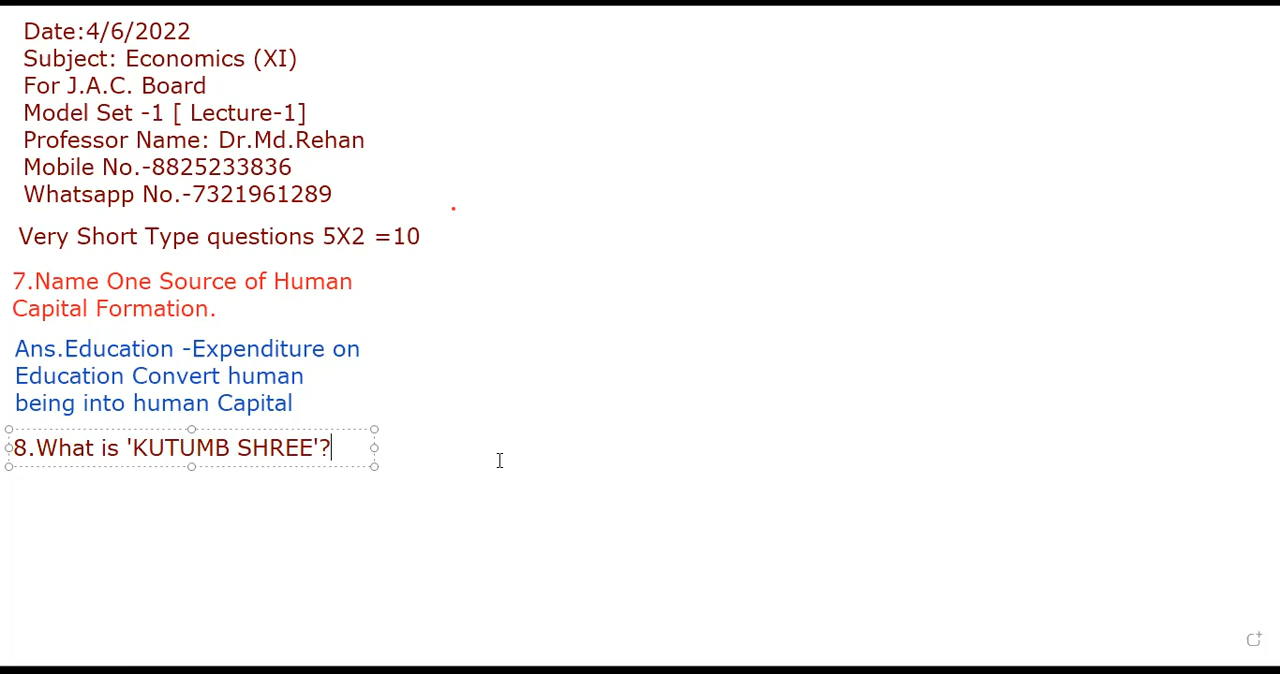 Date:4/6/2022
Subject: Economics (XI)
For J.A.C. Board
Model Set -1 [ Lecture-1]
Professor Name: Dr.Md.Rehan
Mobile No.-8825233836
Whatsapp No.-7321961289
Very Short Type questions 5X2 =10
7.Name One Source of Human
Capital Formation.
Ans.Education -Expenditure on
Education Convert human
being into human Capital
8.What is 'KUTUMB SHREE'?